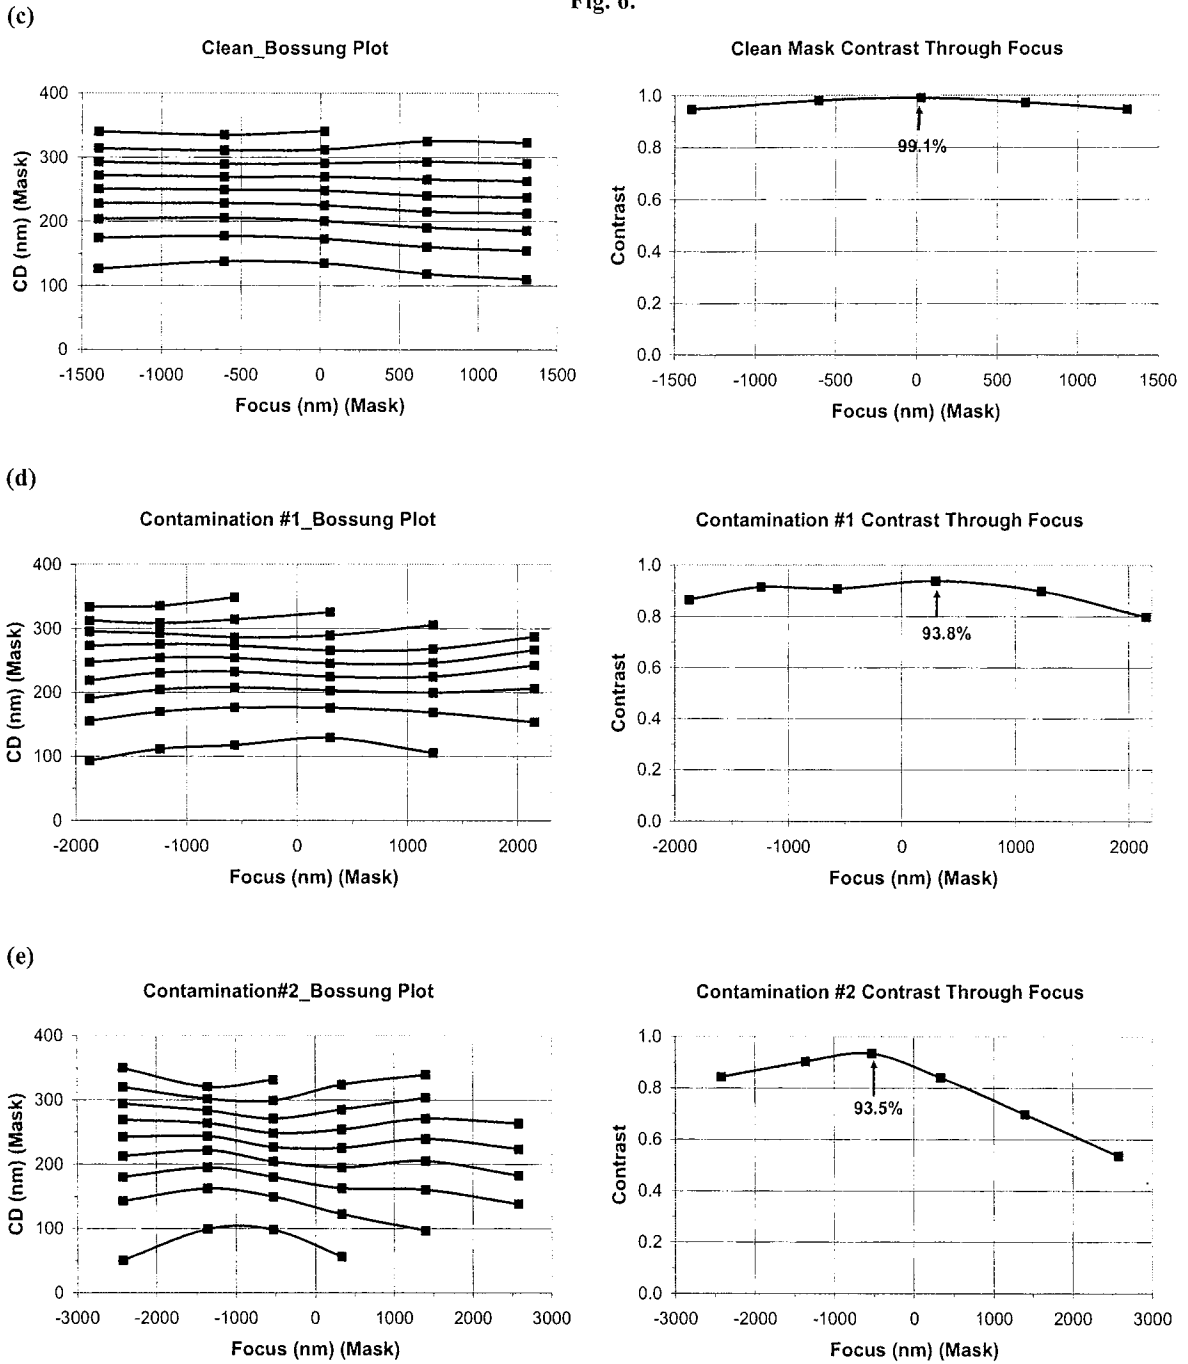 Fig. 6.
(c)
Clean_Bossung Plot
400
300
200
100
0
CD (nm) (Mask)
-1500 -1000 -500 0 500 1000 1500
Focus (nm) (Mask)
Clean Mask Contrast Through Focus
1.0
0.8
0.6
0.4
0.2
0.0
Contrast
99.1%
-1500 -1000 -500 0 500 1000 1500
Focus (nm) (Mask)
(d)
Contamination #1_Bossung Plot
400
300
200
100
0
CD (nm) (Mask)
-2000 -1000 0 1000 2000
Focus (nm) (Mask)
Contamination #1 Contrast Through Focus
1.0
0.8
0.6
0.4
0.2
0.0
Contrast
93.8%
-2000 -1000 0 1000 2000
Focus (nm) (Mask)
(e)
Contamination#2_Bossung Plot
400
300
200
100
0
CD (nm) (Mask)
-3000 -2000 -1000 0 1000 2000 3000
Focus (nm) (Mask)
Contamination #2 Contrast Through Focus
1.0
0.8
0.6
0.4
0.2
0.0
Contrast
93.5%
-3000 -2000 -1000 0 1000 2000 3000
Focus (nm) (Mask)